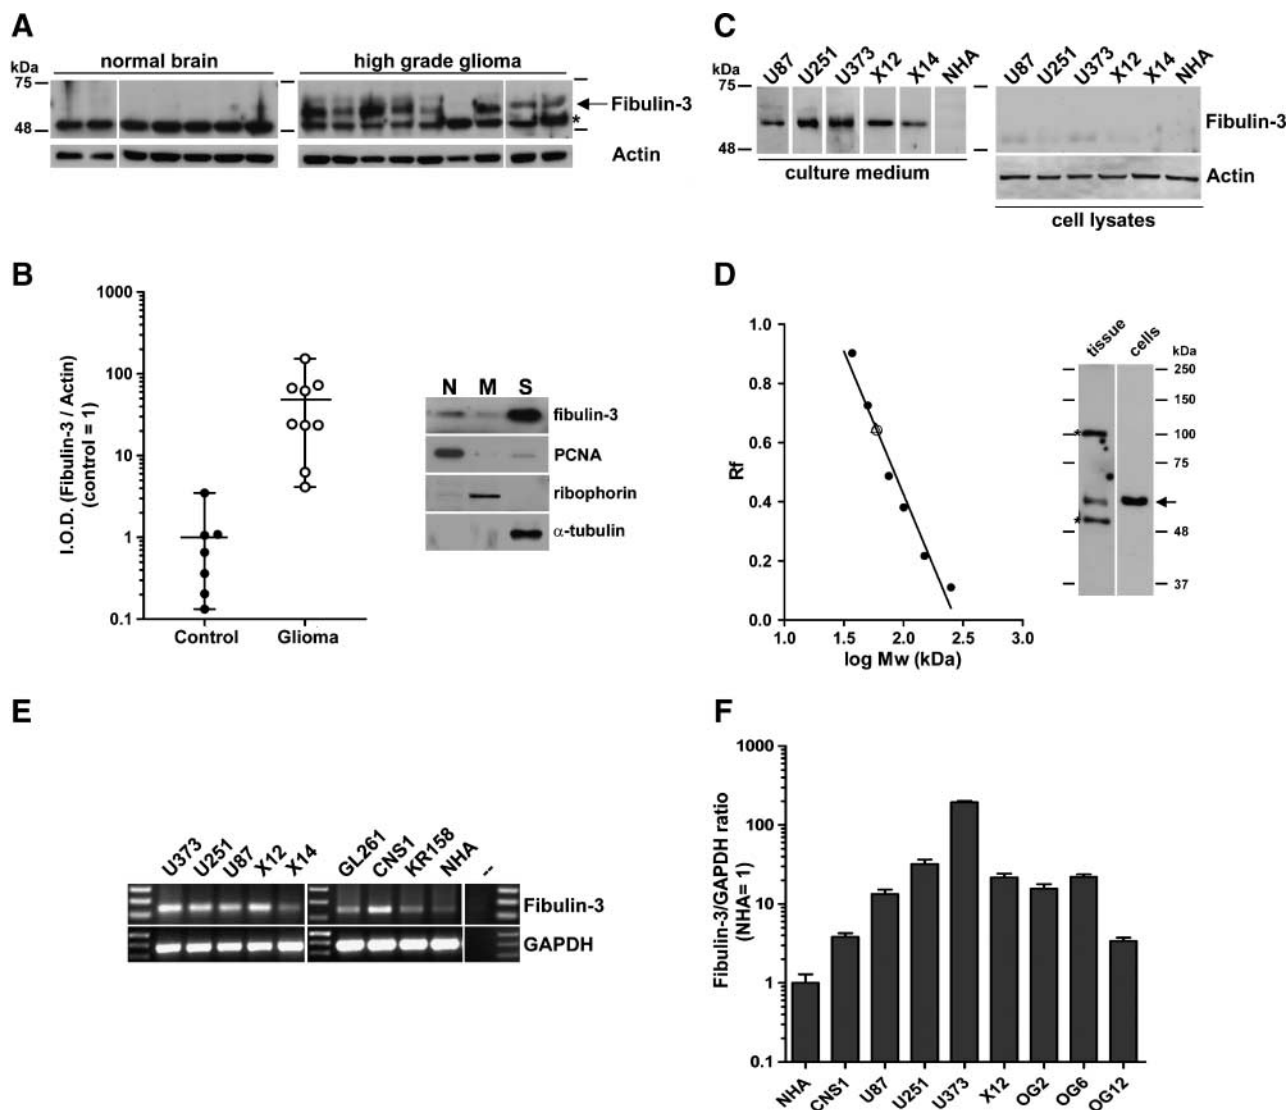 A
normal brain
high grade glioma
kDa
75
48
Fibulin-3
*
Actin
C
U87 U251 U373 X12 X14 NHA
U87 U251 U373 X12 X14 NHA
kDa
75
48
Fibulin-3
Actin
culture medium
cell lysates
B
I.O.D. (Fibulin-3 / Actin)
(control = 1)
1000
100
10
1
0.1
Control Glioma
N M S
fibulin-3
PCNA
ribophorin
α-tubulin
D
Rf
1.0
0.8
0.6
0.4
0.2
0.0
1.0 1.5 2.0 2.5 3.0
log Mw (kDa)
tissue cells
kDa
250
150
*
100
75
*
48
37
E
U373 U251 U87 X12 X14
GL261 CNS1 KR158 NHA --
Fibulin-3
GAPDH
F
Fibulin-3/GAPDH ratio
(NHA= 1)
1000
100
10
1
0.1
NHA CNS1 U87 U251 U373 X12 OG2 OG6 OG12